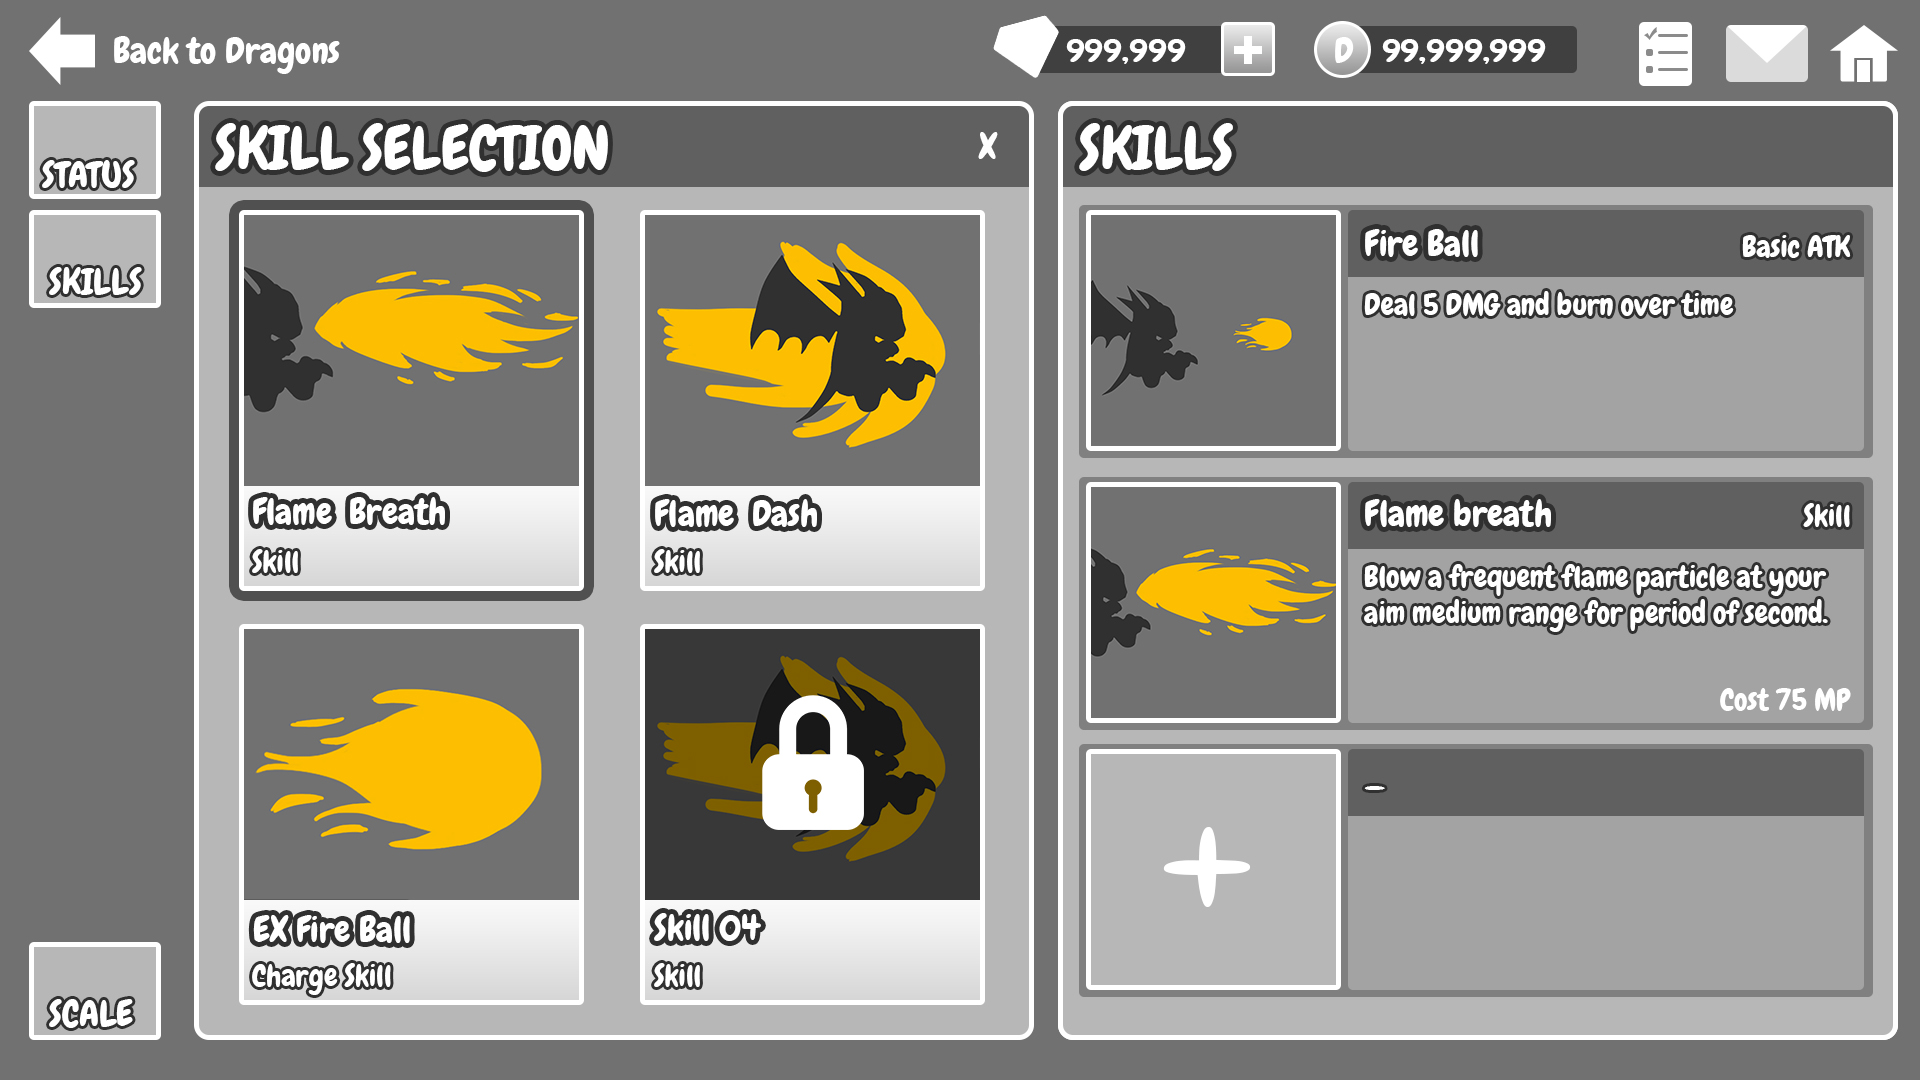 Back to Dragons
999,999
D
99,999,999
STATUS
SKILLS
SCALE
SKILL SELECTION
X
Flame Breath
Skill
Flame Dash
Skill
EX Fire Ball
Charge Skill
Skill 04
Skill
SKILLS
Fire Ball
Basic ATK
Deal 5 DMG and burn over time
Flame breath
Skill
Blow a frequent flame particle at your
aim medium range for period of second.
Cost 75 MP
-